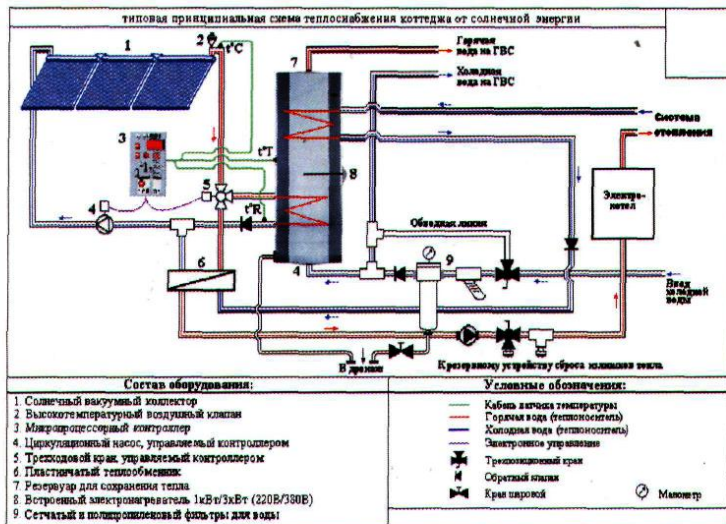 типовая принципиальная схема теплоснабжения коттеджа от солнечной энергии
1
2
t°C
7
Горячая
вода на ГВС
Холодная
вода на ГВС
3
t°T
8
Система
отопления
Электро-
котел
4
5
t°R
Обводная линия
6
4
9
Ввод
холодной
воды
В дренаж
К резервному устройству сброса излишков тепла
Состав оборудования:
1. Солнечный вакуумный коллектор
2. Высокотемпературный воздушный клапан
3. Микропроцессорный контроллер
4. Циркуляционный насос, управляемый контроллером
5. Трехходовой кран, управляемый контроллером
6. Пластинчатый теплообменник
7. Резервуар для сохранения тепла
8. Встроенный электронагреватель 1кВт/3кВт (220В/380В)
9. Сетчатый и полипропиленовый фильтры для воды
Условные обозначения:
Кабель датчика температуры
Горячая вода (теплоноситель)
Холодная вода (теплоноситель)
Электронное управление
Трехпозиционный кран
Обратный клапан
Кран шаровой
Манометр